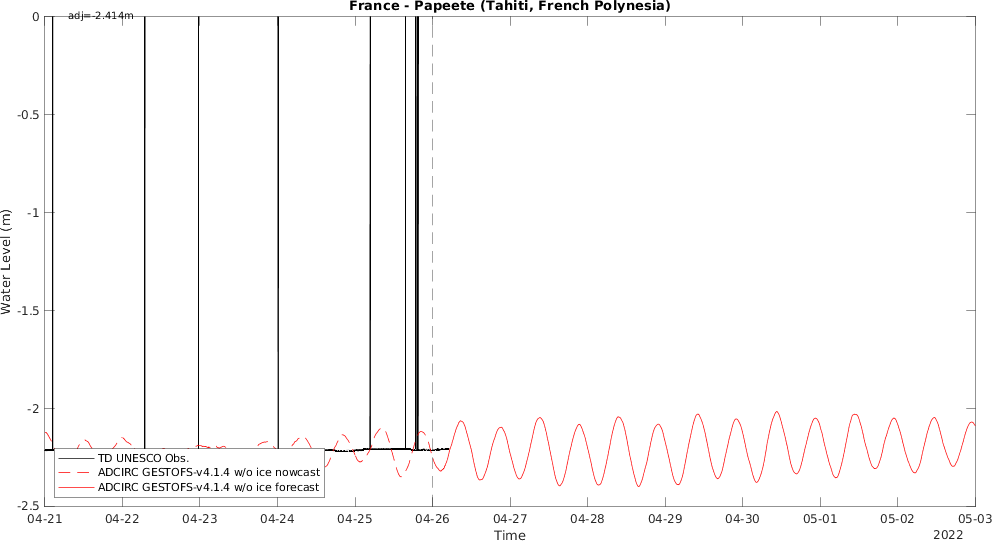 France - Papeete (Tahiti, French Polynesia)
adj=-2.414m
0
-0.5
-1
-1.5
-2
-2.5
Water Level (m)
TD UNESCO Obs.
ADCIRC GESTOFS-v4.1.4 w/o ice nowcast
ADCIRC GESTOFS-v4.1.4 w/o ice forecast
04-21 04-22 04-23 04-24 04-25 04-26 04-27 04-28 04-29 04-30 05-01 05-02 05-03
Time
2022